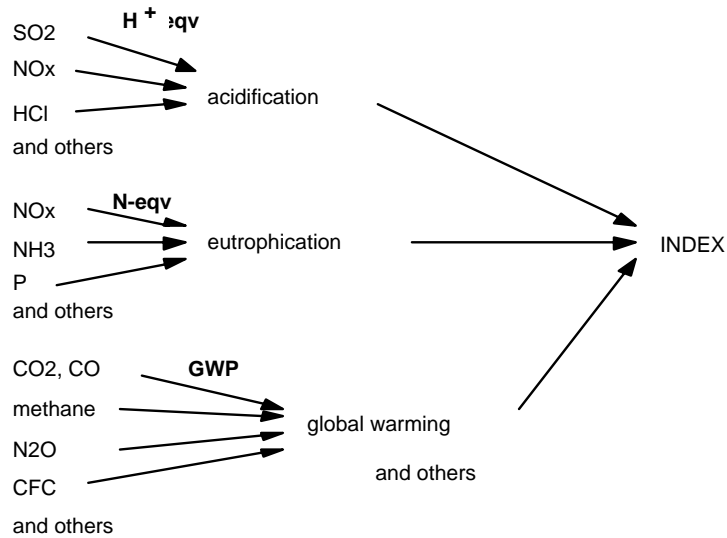 H + eqv
SO2
NOx
HCl
and others
acidification
N-eqv
NOx
NH3
P
and others
eutrophication
INDEX
GWP
CO2, CO
methane
N2O
CFC
and others
global warming
and others